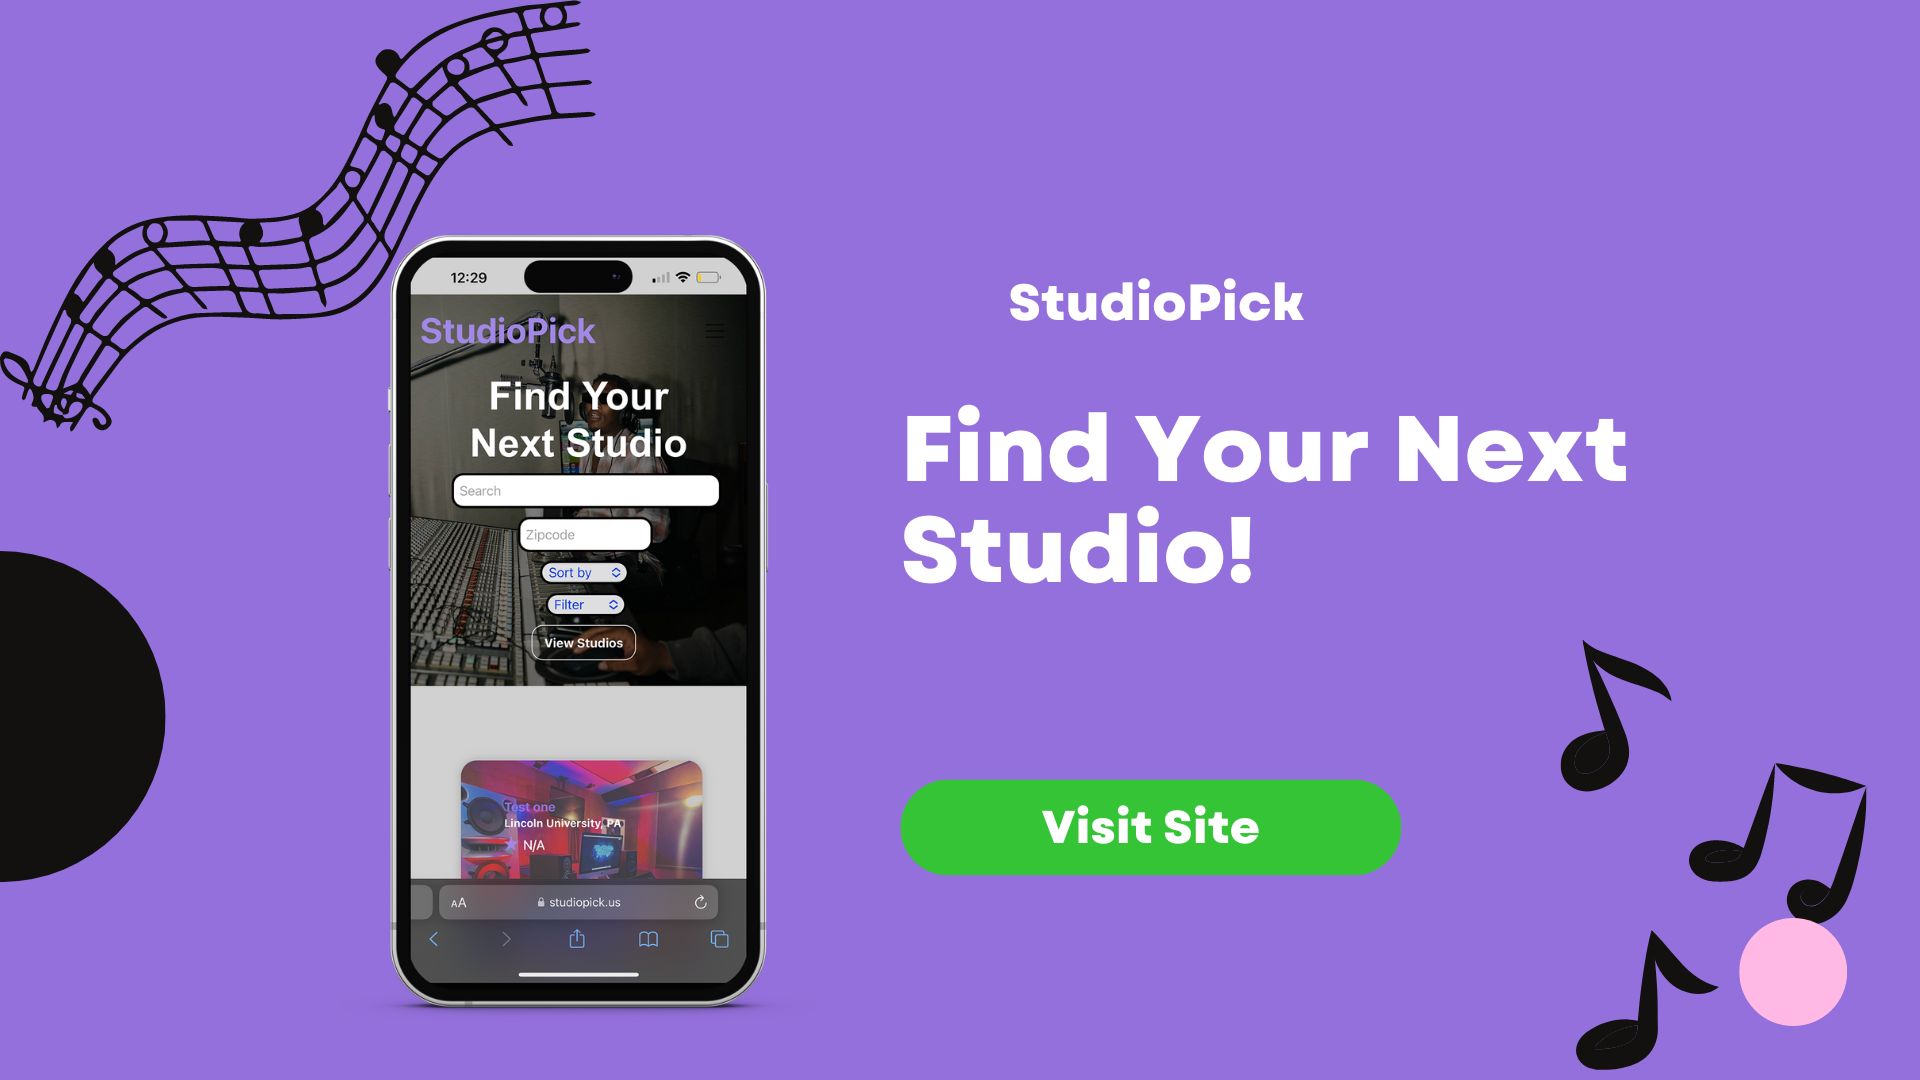 12:29
StudioPick
Find Your
Next Studio
Search
Zipcode
Sort by
Filter
View Studios
Test one
Lincoln University, PA
N/A
AA
studiopick.us
StudioPick
Find Your Next
Studio!
Visit Site